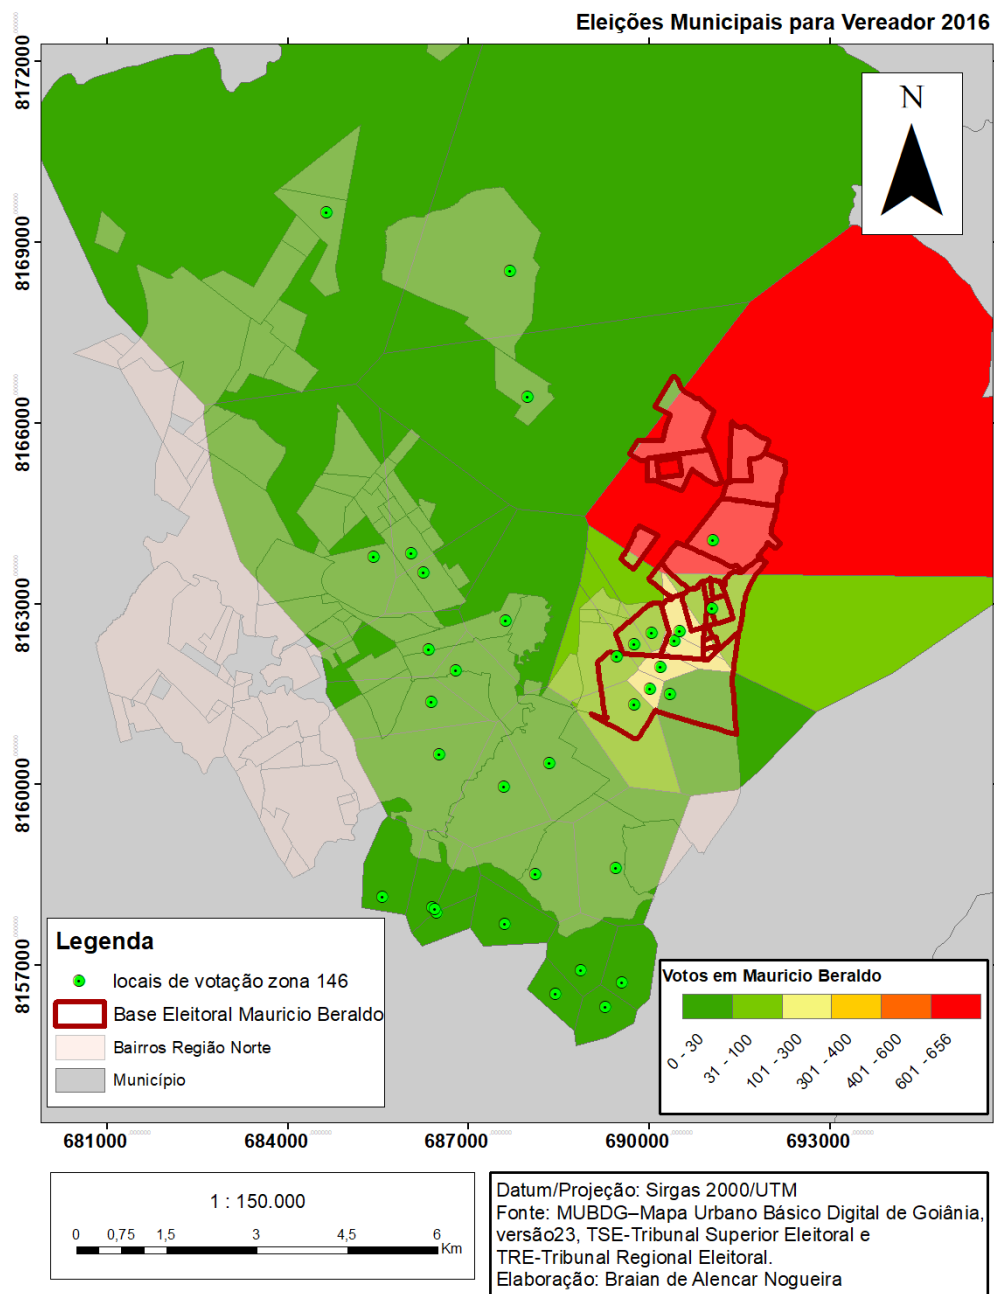 Eleições Municipais para Vereador 2016
8172000
8169000
8166000
8163000
8160000
8157000
N
Legenda
locais de votação zona 146
Base Eleitoral Mauricio Beraldo
Bairros Região Norte
Município
Votos em Mauricio Beraldo
0 - 30
31 - 100
101 - 300
301 - 400
401 - 600
601 - 656
681000
684000
687000
690000
693000
1 : 150.000
0 0,75 1,5 3 4,5 6
Km
Datum/Projeção: Sirgas 2000/UTM
Fonte: MUBDG–Mapa Urbano Básico Digital de Goiânia,
versão23, TSE-Tribunal Superior Eleitoral e
TRE-Tribunal Regional Eleitoral.
Elaboração: Braian de Alencar Nogueira